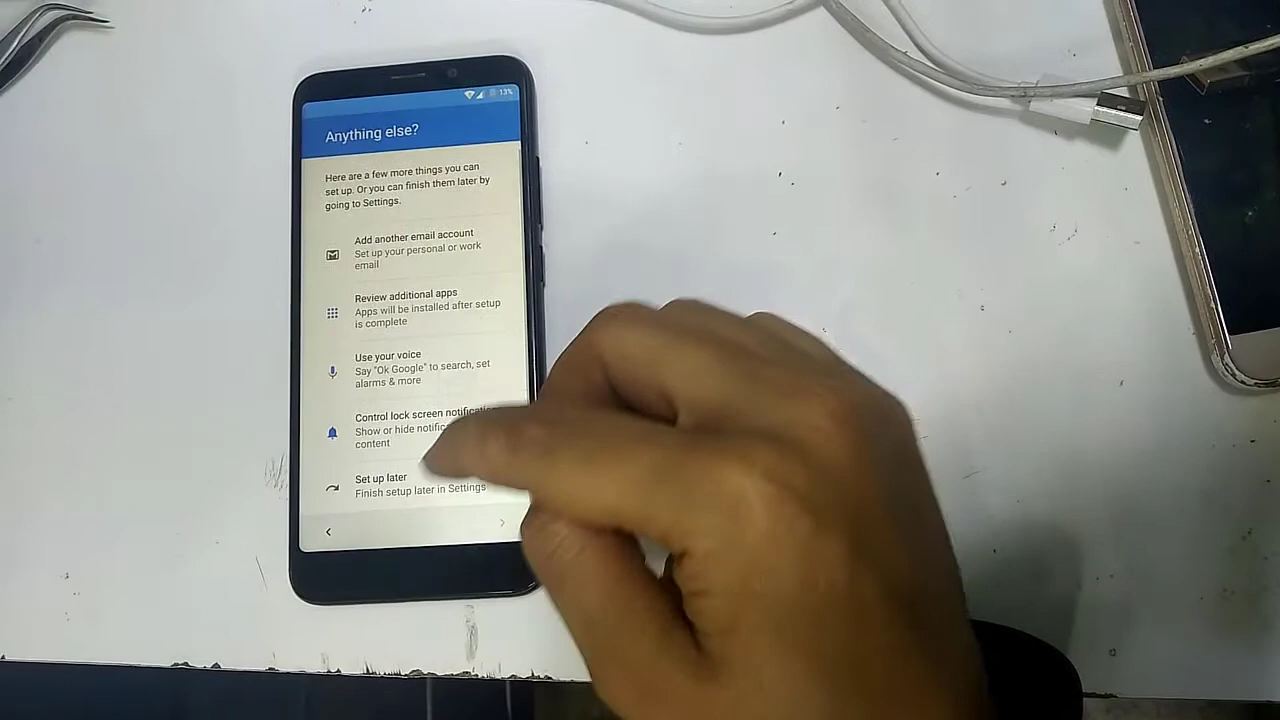 13%
Anything else?
Here are a few more things you can
set up. Or you can finish them later by
going to Settings.
Add another email account
Set up your personal or work
email
Review additional apps
Apps will be installed after setup
is complete
Use your voice
Say "Ok Google" to search, set
alarms & more
Control lock screen
Show or hide
content
Set up later
Finish setup later in Settings